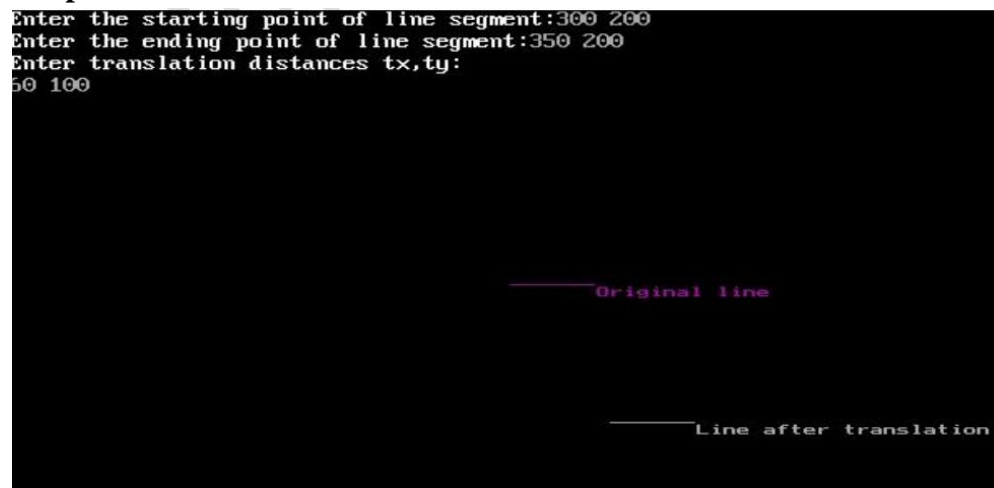 Enter the starting point of line segment:300 200
Enter the ending point of line segment:350 200
Enter translation distances tx,ty:
60 100
Original line
Line after translation